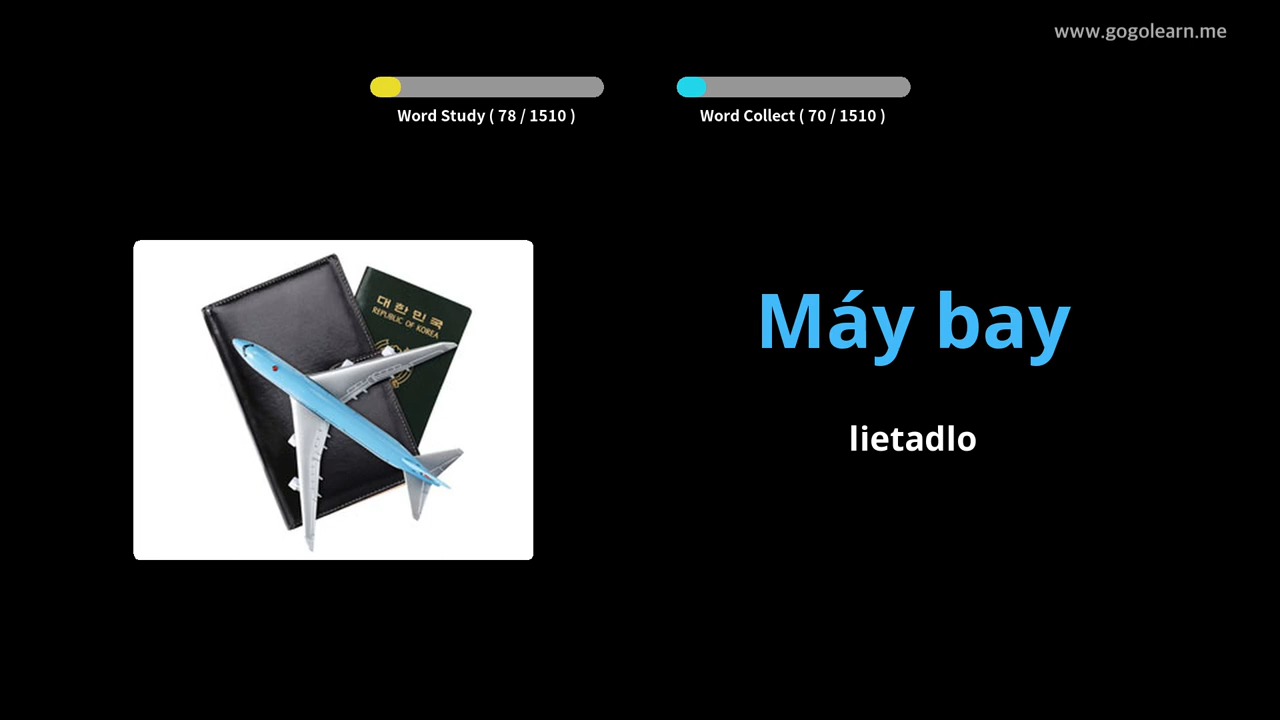 www.gogolearn.me
Word Study ( 78 / 1510 )
Word Collect ( 70 / 1510 )
대한민국
REPUBLIC OF KOREA
Máy bay
lietadlo